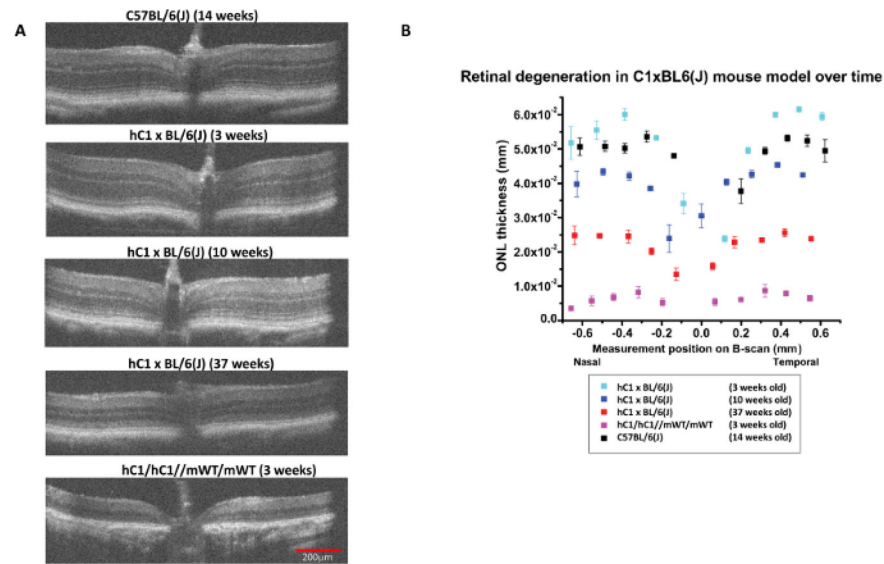 A
C57BL/6(J) (14 weeks)
hC1 x BL/6(J) (3 weeks)
hC1 x BL/6(J) (10 weeks)
hC1 x BL/6(J) (37 weeks)
hC1/hC1//mWT/mWT (3 weeks)
200μm
B
Retinal degeneration in C1xBL6(J) mouse model over time
ONL thickness (mm)
6.0x10⁻²
5.0x10⁻²
4.0x10⁻²
3.0x10⁻²
2.0x10⁻²
1.0x10⁻²
0.0
-0.6 -0.4 -0.2 0.0 0.2 0.4 0.6
Measurement position on B-scan (mm)
Nasal Temporal
hC1 x BL/6(J) (3 weeks old)
hC1 x BL/6(J) (10 weeks old)
hC1 x BL/6(J) (37 weeks old)
hC1/hC1//mWT/mWT (3 weeks old)
C57BL/6(J) (14 weeks old)